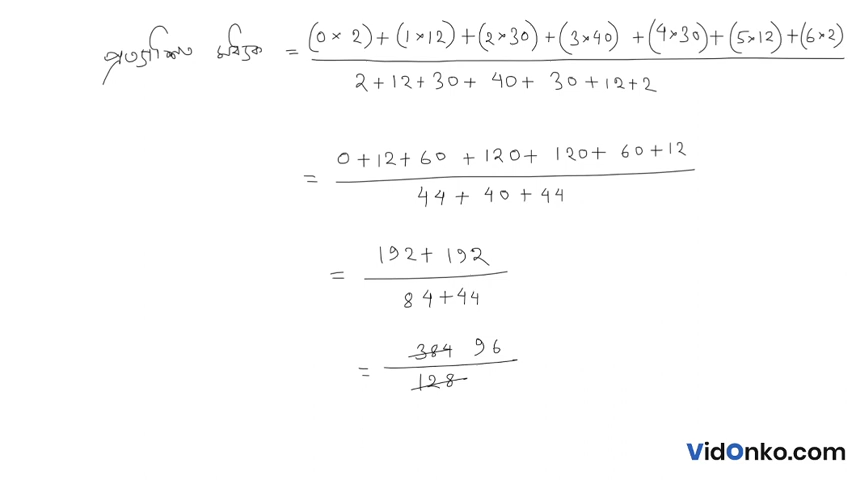 প্রত্যাশিত গণিতক = (0 × 2) + (1 × 12) + (2 × 30) + (3 × 40) + (4 × 30) + (5 × 12) + (6 × 2)
2 + 12 + 30 + 40 + 30 + 12 + 2
= 0 + 12 + 60 + 120 + 120 + 60 + 12
44 + 40 + 44
= 192 + 192
84 + 44
= 384 96
128
VidOnko.com